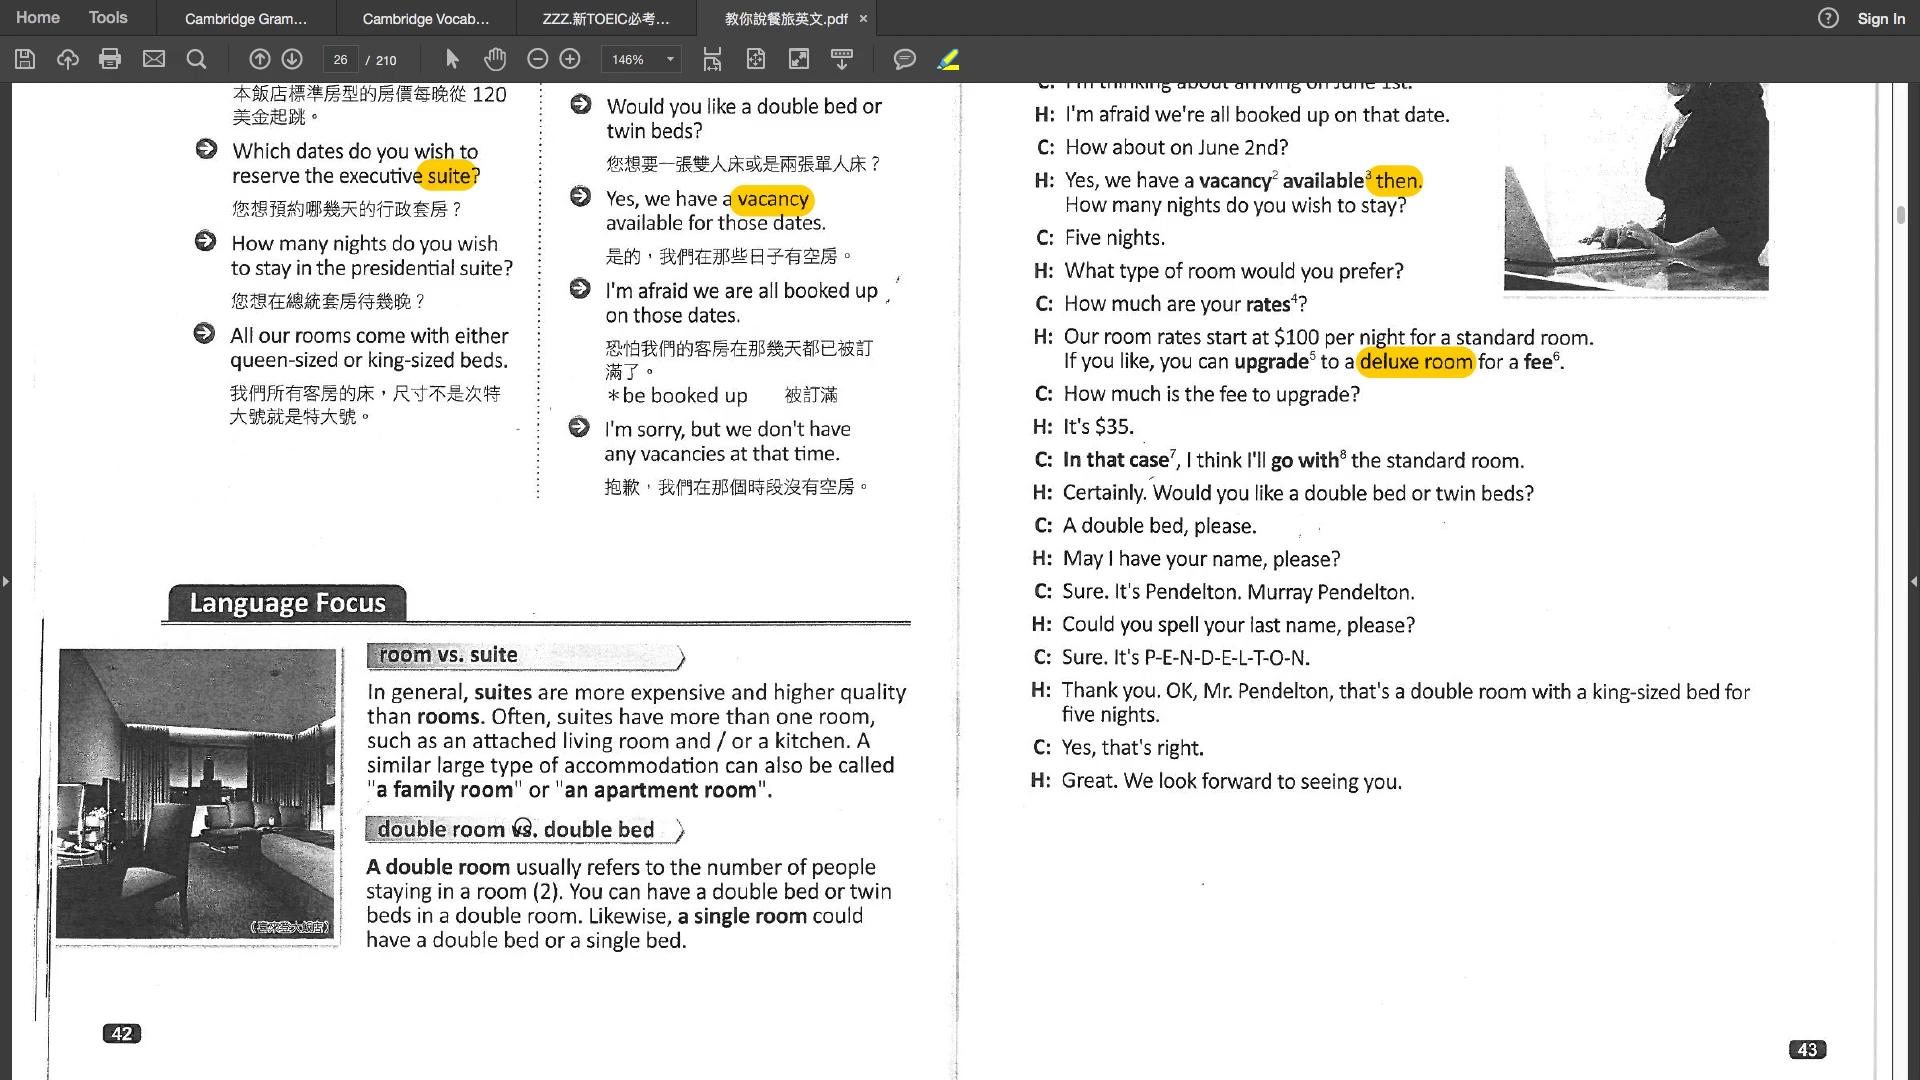 Home
Tools
Cambridge Gram...
Cambridge Vocab...
ZZZ.新TOEIC必考...
教你說餐旅英文.pdf ×
? Sign In
26 / 210
146%
本飯店標準房型的房價每晚從 120
美金起跳。
Which dates do you wish to
reserve the executive suite?
您想預約哪幾天的行政套房？
How many nights do you wish
to stay in the presidential suite?
您想在總統套房待幾晚？
All our rooms come with either
queen-sized or king-sized beds.
我們所有客房的床，尺寸不是次特
大號就是特大號。
Would you like a double bed or
twin beds?
您想要一張雙人床或是兩張單人床？
Yes, we have a vacancy
available for those dates.
是的，我們在那些日子有空房。
I'm afraid we are all booked up
on those dates.
恐怕我們的客房在那幾天都已被訂
滿了。
＊be booked up 被訂滿
I'm sorry, but we don't have
any vacancies at that time.
抱歉，我們在那個時段沒有空房。
Language Focus
room vs. suite
In general, suites are more expensive and higher quality
than rooms. Often, suites have more than one room,
such as an attached living room and / or a kitchen. A
similar large type of accommodation can also be called
"a family room" or "an apartment room".
double room vs. double bed
A double room usually refers to the number of people
staying in a room (2). You can have a double bed or twin
beds in a double room. Likewise, a single room could
have a double bed or a single bed.
42
C: I'm thinking about arriving on June 1st.
H: I'm afraid we're all booked up on that date.
C: How about on June 2nd?
H: Yes, we have a vacancy² available³ then.
How many nights do you wish to stay?
C: Five nights.
H: What type of room would you prefer?
C: How much are your rates⁴?
H: Our room rates start at $100 per night for a standard room.
If you like, you can upgrade⁵ to a deluxe room for a fee⁶.
C: How much is the fee to upgrade?
H: It's $35.
C: In that case⁷, I think I'll go with⁸ the standard room.
H: Certainly. Would you like a double bed or twin beds?
C: A double bed, please.
H: May I have your name, please?
C: Sure. It's Pendelton. Murray Pendelton.
H: Could you spell your last name, please?
C: Sure. It's P-E-N-D-E-L-T-O-N.
H: Thank you. OK, Mr. Pendelton, that's a double room with a king-sized bed for
five nights.
C: Yes, that's right.
H: Great. We look forward to seeing you.
43